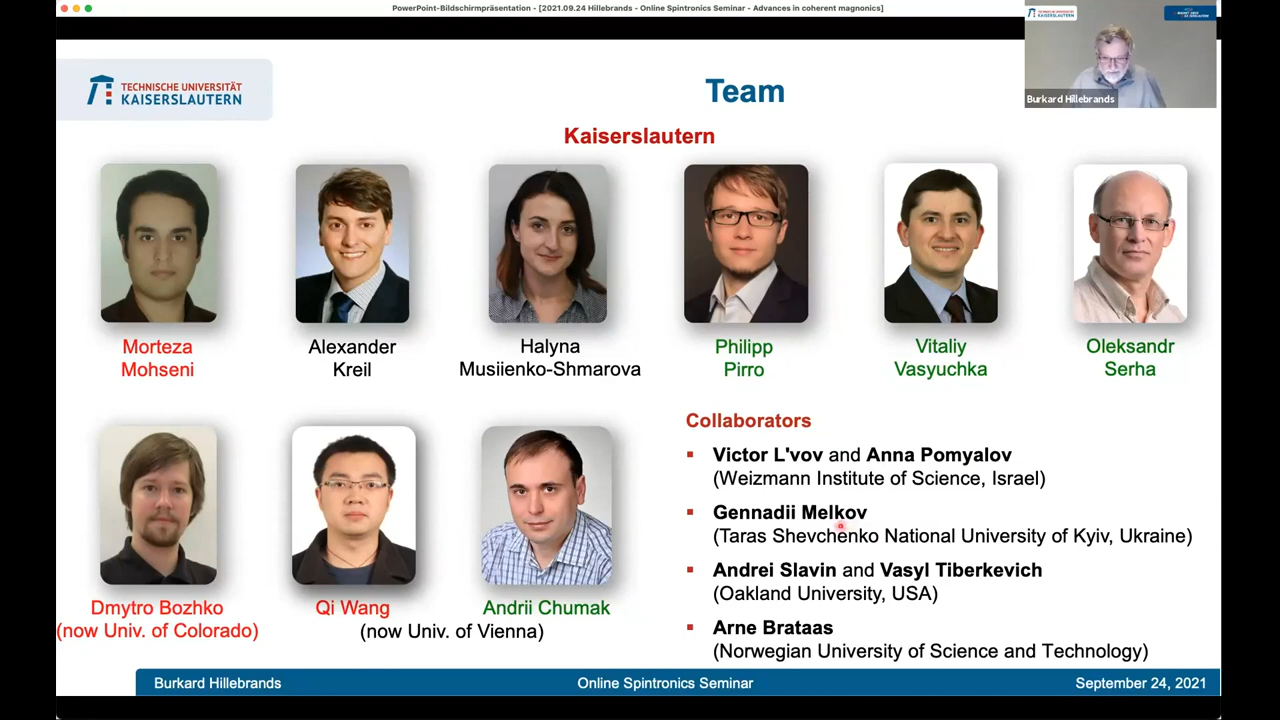 PowerPoint-Bildschirmpräsentation - [2021.09.24 Hillebrands - Online Spintronics Seminar - Advances in coherent magnonics]
TECHNISCHE UNIVERSITÄT
KAISERSLAUTERN
Team
Burkard Hillebrands
Kaiserslautern
Morteza
Mohseni
Alexander
Kreil
Halyna
Musiienko-Shmarova
Philipp
Pirro
Vitaliy
Vasyuchka
Oleksandr
Serha
Dmytro Bozhko
(now Univ. of Colorado)
Qi Wang
Andrii Chumak
(now Univ. of Vienna)
Collaborators
▪ Victor L'vov and Anna Pomyalov
(Weizmann Institute of Science, Israel)
▪ Gennadii Melkov
(Taras Shevchenko National University of Kyiv, Ukraine)
▪ Andrei Slavin and Vasyl Tiberkevich
(Oakland University, USA)
▪ Arne Brataas
(Norwegian University of Science and Technology)
Burkard Hillebrands
Online Spintronics Seminar
September 24, 2021